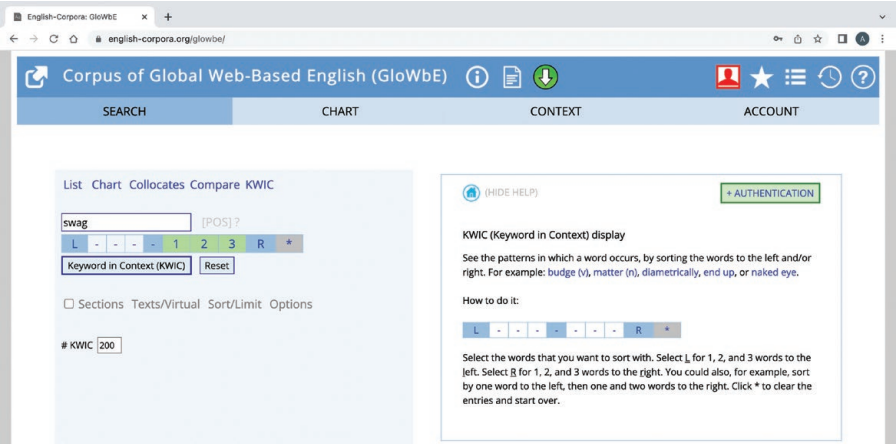 English-Corpora: GloWbE
english-corpora.org/glowbe/
A
Corpus of Global Web-Based English (GloWbE)
SEARCH CHART CONTEXT ACCOUNT
List Chart Collocates Compare KWIC
swag [POS] ?
L - - - - 1 2 3 R *
Keyword in Context (KWIC) Reset
Sections Texts/Virtual Sort/Limit Options
# KWIC 200
(HIDE HELP) + AUTHENTICATION
KWIC (Keyword in Context) display
See the patterns in which a word occurs, by sorting the words to the left and/or
right. For example: budge (v), matter (n), diametrically, end up, or naked eye.
How to do it:
L - - - - - - - R *
Select the words that you want to sort with. Select L for 1, 2, and 3 words to the
left. Select R for 1, 2, and 3 words to the right. You could also, for example, sort
by one word to the left, then one and two words to the right. Click * to clear the
entries and start over.